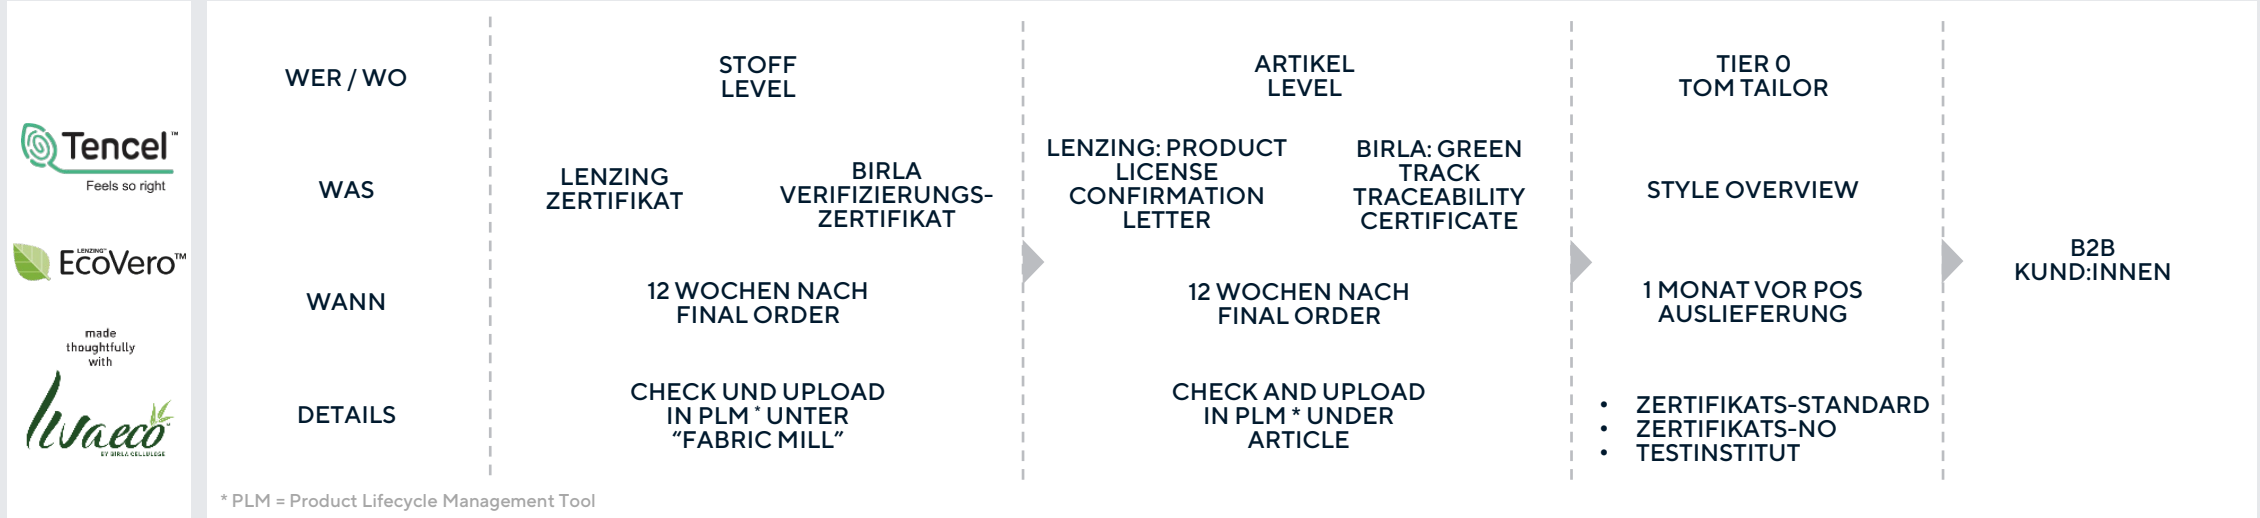 Tencel™
Feels so right
LENZING™
EcoVero™
made
thoughtfully
with
Livaeco™
BY BIRLA CELLULOSE
WER / WO
STOFF
LEVEL
ARTIKEL
LEVEL
TIER 0
TOM TAILOR
WAS
LENZING
ZERTIFIKAT
BIRLA
VERIFIZIERUNGS-
ZERTIFIKAT
LENZING: PRODUCT
LICENSE
CONFIRMATION
LETTER
BIRLA: GREEN
TRACK
TRACEABILITY
CERTIFICATE
STYLE OVERVIEW
WANN
12 WOCHEN NACH
FINAL ORDER
12 WOCHEN NACH
FINAL ORDER
1 MONAT VOR POS
AUSLIEFERUNG
B2B
KUND:INNEN
DETAILS
CHECK UND UPLOAD
IN PLM * UNTER
“FABRIC MILL”
CHECK AND UPLOAD
IN PLM * UNDER
ARTICLE
• ZERTIFIKATS-STANDARD
• ZERTIFIKATS-NO
• TESTINSTITUT
* PLM = Product Lifecycle Management Tool